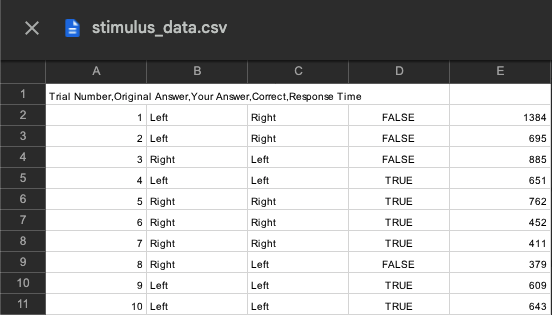 stimulus_data.csv
A B C D E
1 Trial Number,Original Answer,Your Answer,Correct,Response Time
2 1 Left Right FALSE 1384
3 2 Left Right FALSE 695
4 3 Right Left FALSE 885
5 4 Left Left TRUE 651
6 5 Right Right TRUE 762
7 6 Right Right TRUE 452
8 7 Right Right TRUE 411
9 8 Right Left FALSE 379
10 9 Left Left TRUE 609
11 10 Left Left TRUE 643